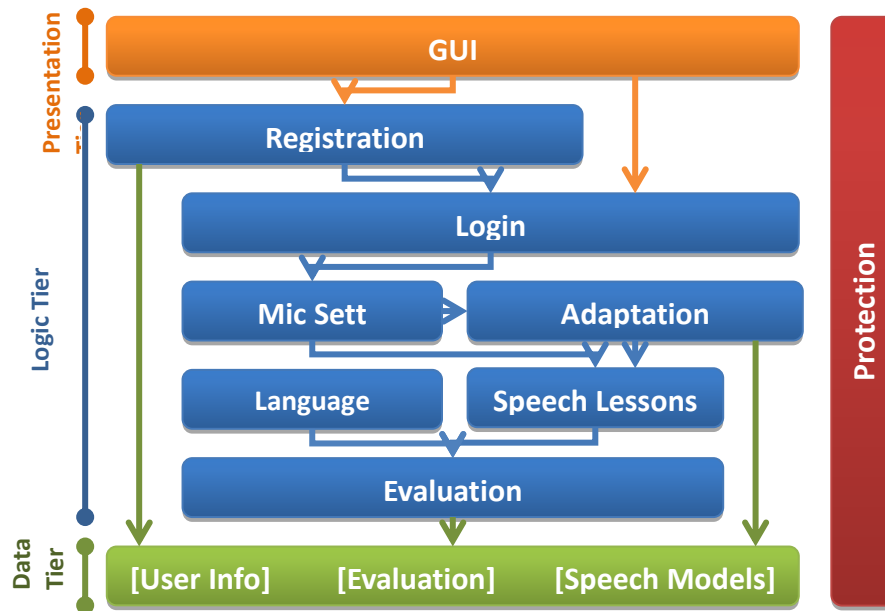 Presentation
GUI
Registration
Login
Logic Tier
Mic Sett
Adaptation
Protection
Language
Speech Lessons
Evaluation
Data
Tier
[User Info]
[Evaluation]
[Speech Models]